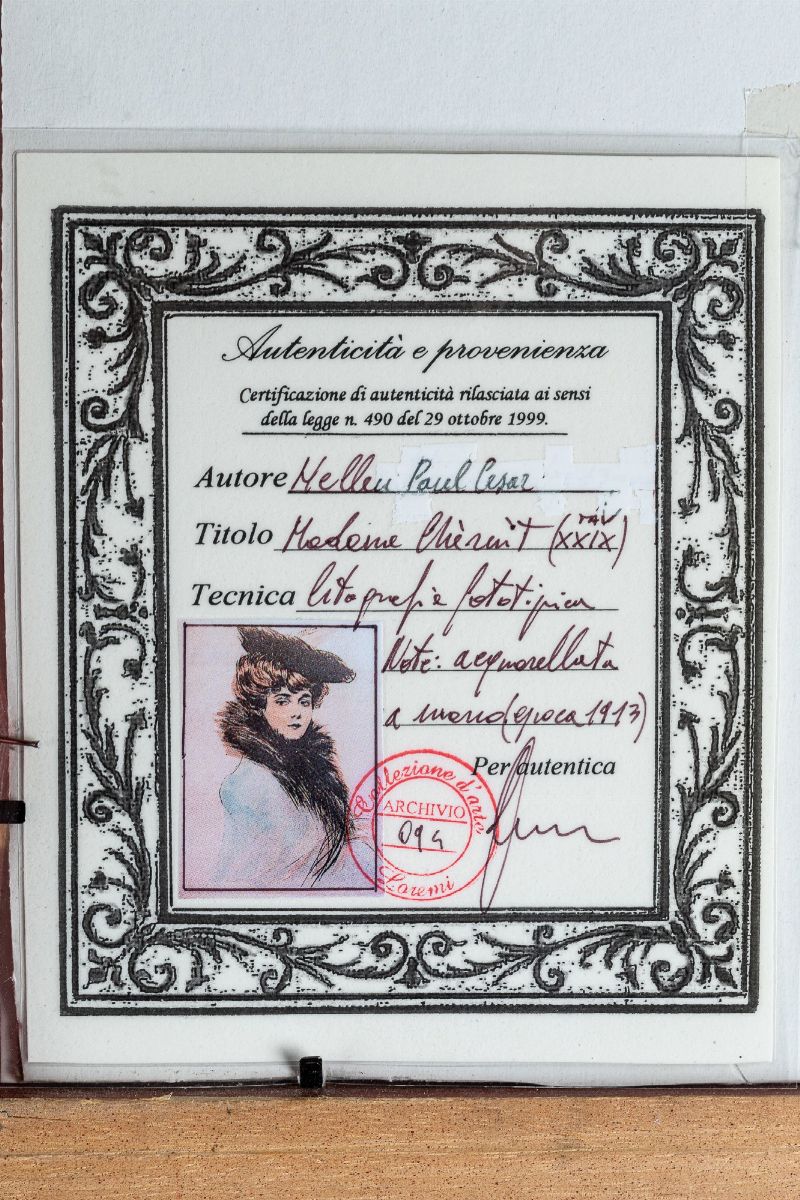 Autenticità e provenienza
Certificazione di autenticità rilasciata ai sensi
della legge n. 490 del 29 ottobre 1999.
Autore Helleu Paul Cesar
Titolo Madame Chèruit (TAV XXIX)
Tecnica litografia fototipica
Note: acquarellata
a mano (epoca 1913)
Per autentica
Collezione d'arte
ARCHIVIO
Loremi